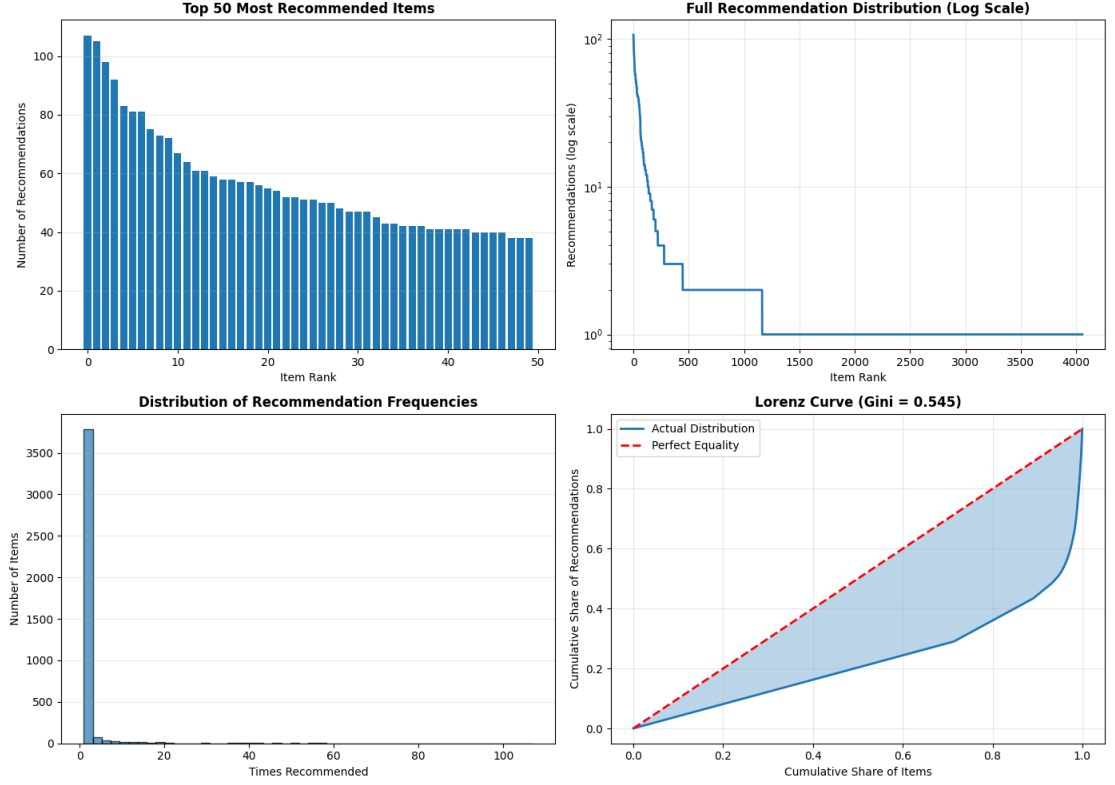 Top 50 Most Recommended Items
Number of Recommendations
100
80
60
40
20
0
0 10 20 30 40 50
Item Rank
Full Recommendation Distribution (Log Scale)
Recommendations (log scale)
10²
10¹
10⁰
0 500 1000 1500 2000 2500 3000 3500 4000
Item Rank
Distribution of Recommendation Frequencies
Number of Items
3500
3000
2500
2000
1500
1000
500
0
0 20 40 60 80 100
Times Recommended
Lorenz Curve (Gini = 0.545)
Actual Distribution
Perfect Equality
Cumulative Share of Recommendations
1.0
0.8
0.6
0.4
0.2
0.0
0.0 0.2 0.4 0.6 0.8 1.0
Cumulative Share of Items